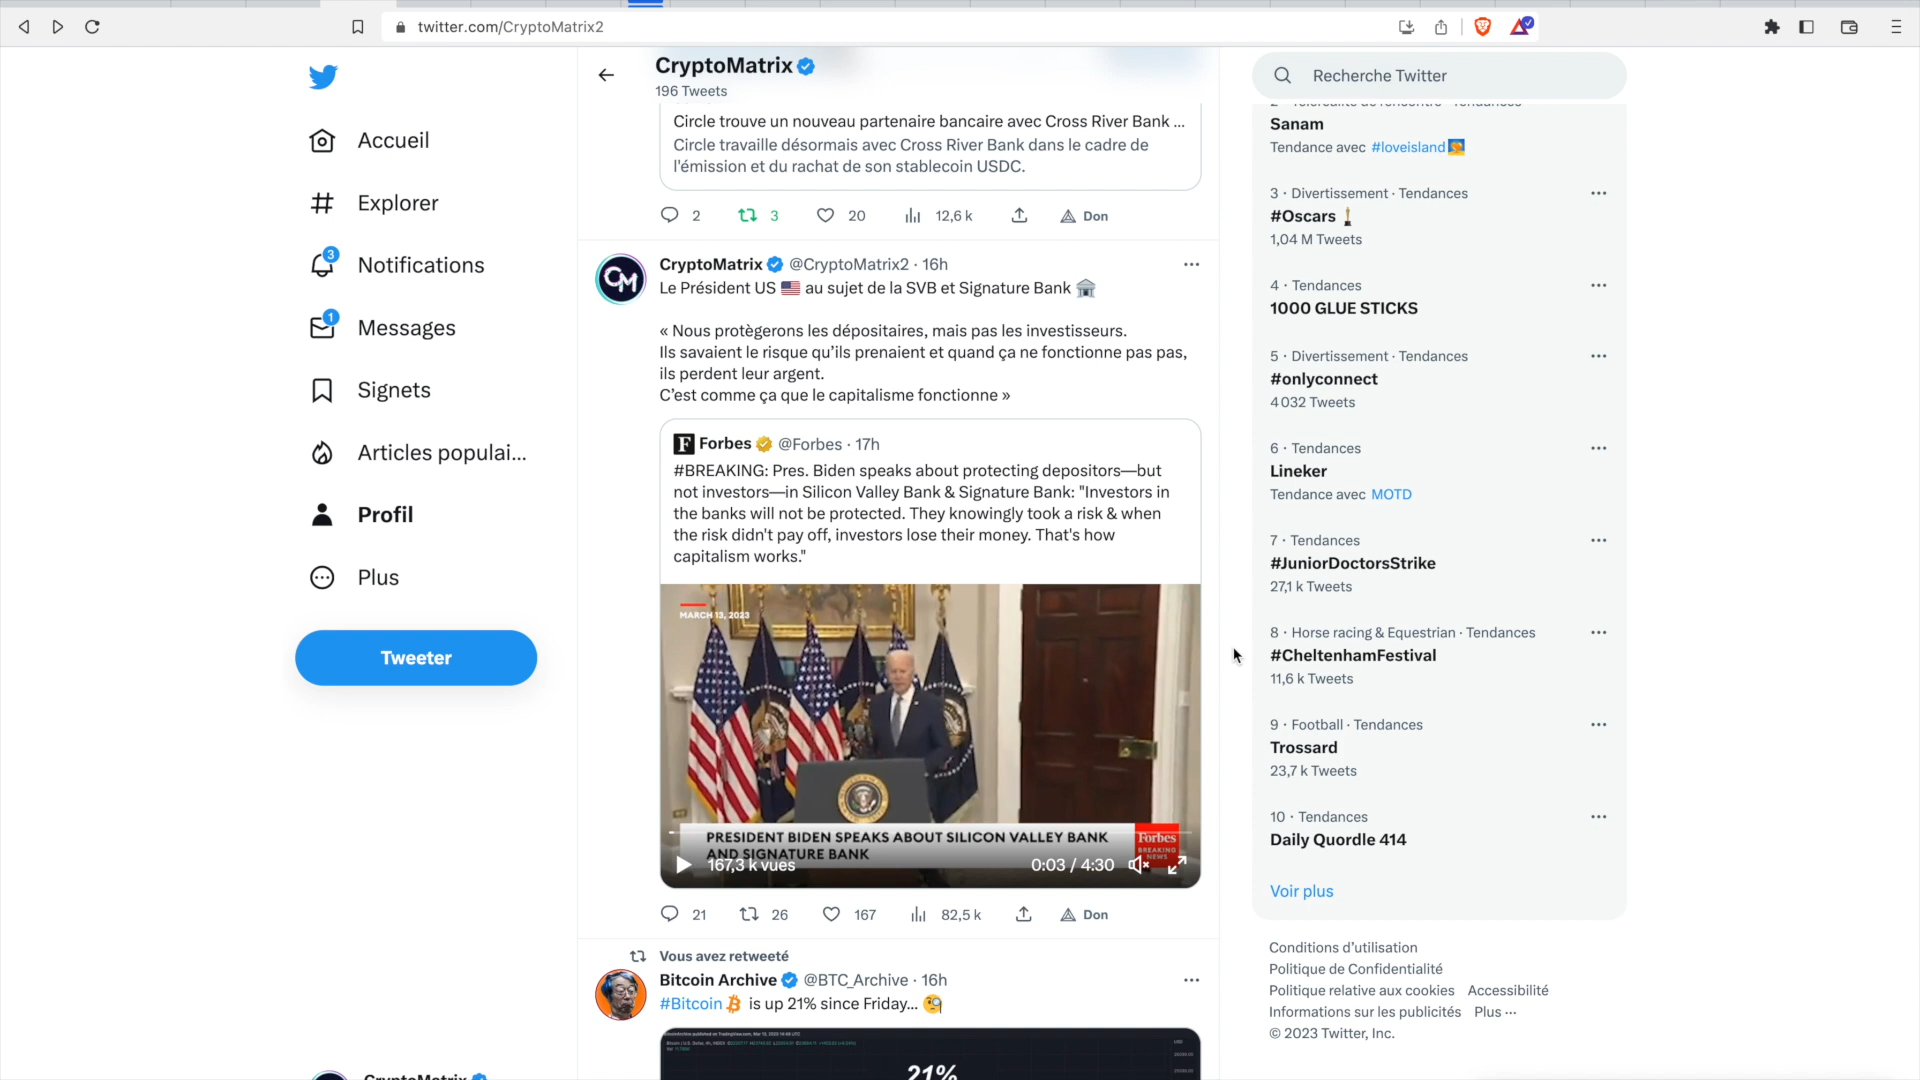 twitter.com/CryptoMatrix2
CryptoMatrix
196 Tweets
Recherche Twitter
Accueil
Explorer
3
Notifications
1
Messages
Signets
Articles populai...
Profil
Plus
Tweeter
CryptoMatrix
Circle trouve un nouveau partenaire bancaire avec Cross River Bank ...
Circle travaille désormais avec Cross River Bank dans le cadre de
l'émission et du rachat de son stablecoin USDC.
2 3 20 12,6 k Don
CM
CryptoMatrix @CryptoMatrix2 · 16h
Le Président US 🇺🇸 au sujet de la SVB et Signature Bank 🏦
« Nous protègerons les dépositaires, mais pas les investisseurs.
Ils savaient le risque qu’ils prenaient et quand ça ne fonctionne pas pas,
ils perdent leur argent.
C’est comme ça que le capitalisme fonctionne »
F Forbes @Forbes · 17h
#BREAKING: Pres. Biden speaks about protecting depositors—but
not investors—in Silicon Valley Bank & Signature Bank: "Investors in
the banks will not be protected. They knowingly took a risk & when
the risk didn't pay off, investors lose their money. That's how
capitalism works."
MARCH 13, 2023
PRESIDENT BIDEN SPEAKS ABOUT SILICON VALLEY BANK
AND SIGNATURE BANK
Forbes
BREAKING
NEWS
167,3 k vues
0:03 / 4:30
21 26 167 82,5 k Don
Vous avez retweeté
Bitcoin Archive @BTC_Archive · 16h
#Bitcoin is up 21% since Friday... 🧐
21%
2 · Téléréalité de rencontre · Tendances
Sanam
Tendance avec #loveisland
3 · Divertissement · Tendances
#Oscars
1,04 M Tweets
4 · Tendances
1000 GLUE STICKS
5 · Divertissement · Tendances
#onlyconnect
4 032 Tweets
6 · Tendances
Lineker
Tendance avec MOTD
7 · Tendances
#JuniorDoctorsStrike
27,1 k Tweets
8 · Horse racing & Equestrian · Tendances
#CheltenhamFestival
11,6 k Tweets
9 · Football · Tendances
Trossard
23,7 k Tweets
10 · Tendances
Daily Quordle 414
Voir plus
Conditions d’utilisation
Politique de Confidentialité
Politique relative aux cookies Accessibilité
Informations sur les publicités Plus ···
© 2023 Twitter, Inc.